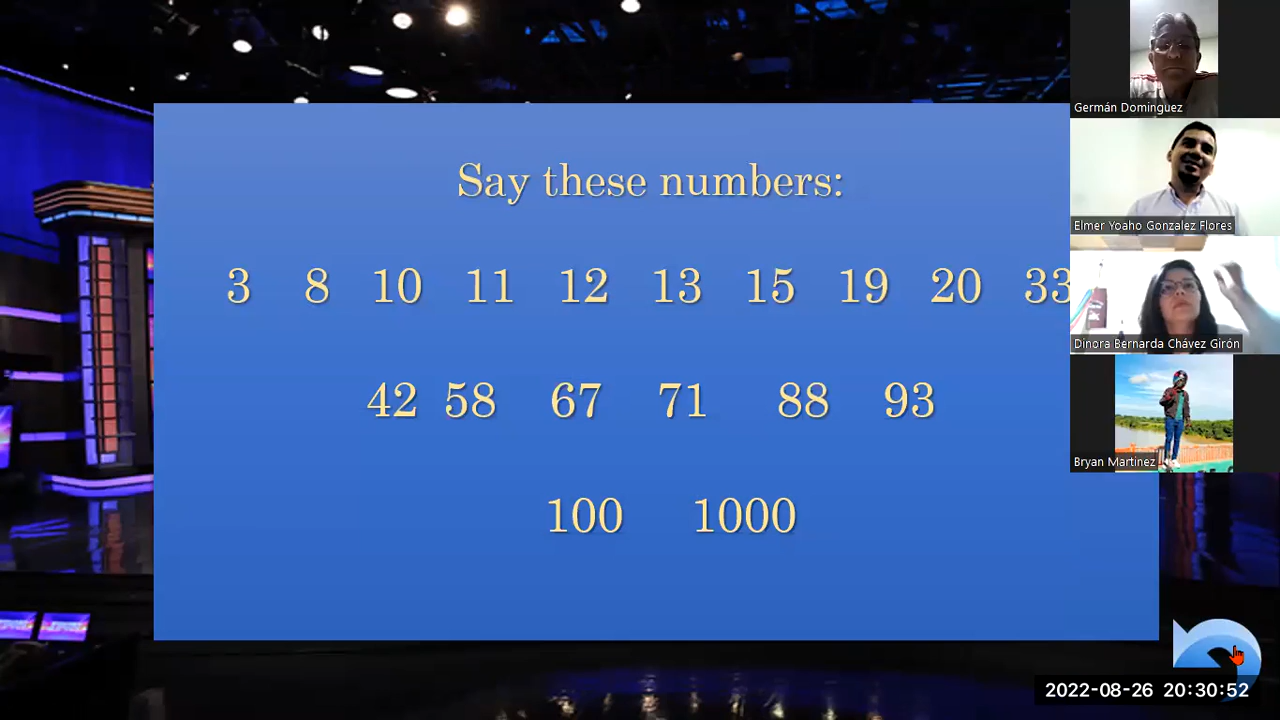 Say these numbers:
3 8 10 11 12 13 15 19 20 33
42 58 67 71 88 93
100 1000
Germán Dominguez
Elmer Yoaho Gonzalez Flores
Dinora Bernarda Chávez Girón
Bryan Martinez
2022-08-26 20:30:52